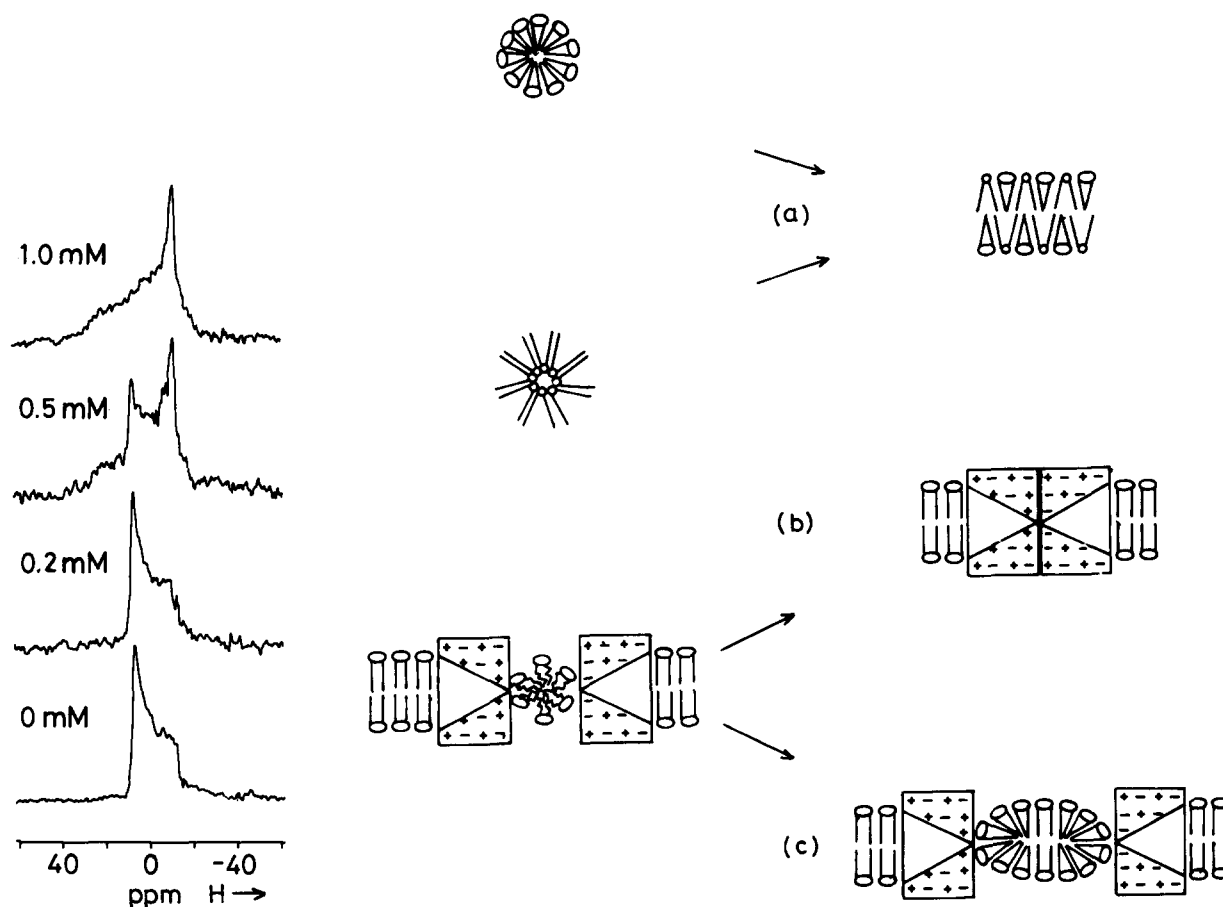 1.0 mM
0.5 mM
0.2 mM
0 mM
40 0 -40
ppm H →
(a)
(b)
(c)
+ - + -
+ - +
+ -
+
+
+ -
- + -
+ - + -
+ - + -
- + -
- +
-
-
- +
- + -
+ - + -